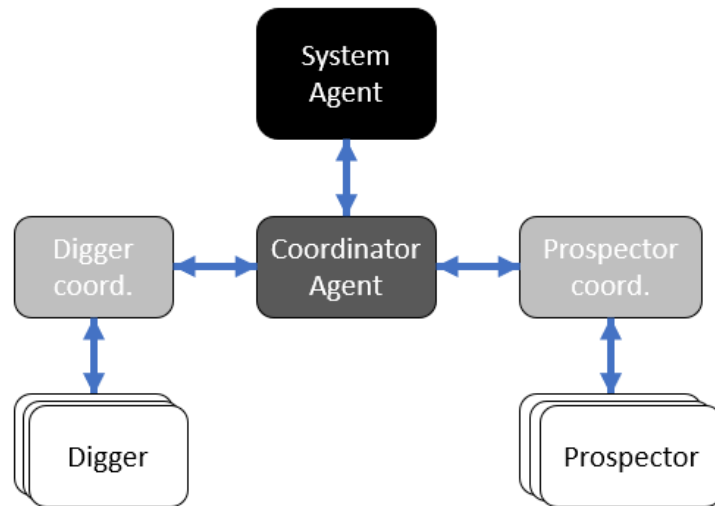 System
Agent
Digger
coord.
Coordinator
Agent
Prospector
coord.
Digger
Prospector